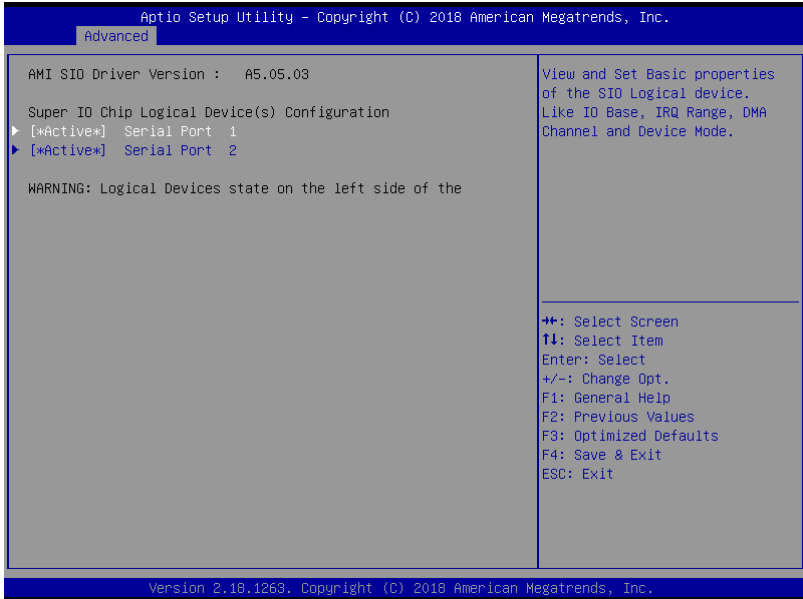 Aptio Setup Utility – Copyright (C) 2018 American Megatrends, Inc.
Advanced
AMI SIO Driver Version : A5.05.03
Super IO Chip Logical Device(s) Configuration
[*Active*] Serial Port 1
[*Active*] Serial Port 2
WARNING: Logical Devices state on the left side of the
View and Set Basic properties
of the SIO Logical device.
Like IO Base, IRQ Range, DMA
Channel and Device Mode.
→←: Select Screen
↑↓: Select Item
Enter: Select
+/-: Change Opt.
F1: General Help
F2: Previous Values
F3: Optimized Defaults
F4: Save & Exit
ESC: Exit
Version 2.18.1263. Copyright (C) 2018 American Megatrends, Inc.